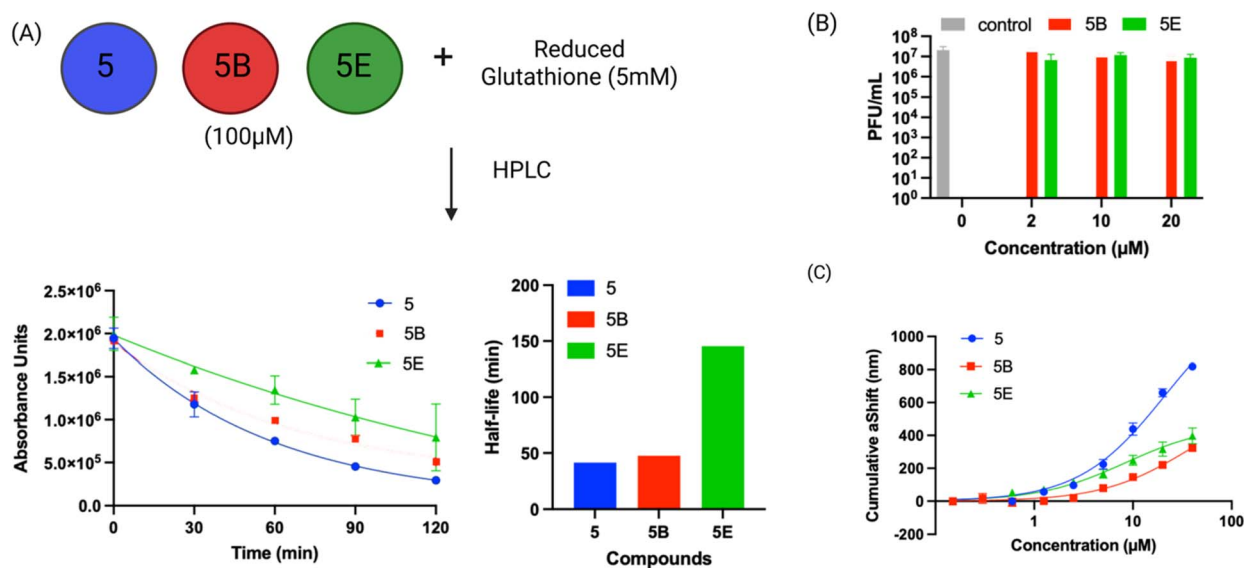 (A)
5
5B
5E
+
(100µM)
Reduced
Glutathione (5mM)
HPLC
Absorbance Units
2.5×10⁶
2.0×10⁶
1.5×10⁶
1.0×10⁶
5.0×10⁵
0.0
0
30
60
90
120
Time (min)
5
5B
5E
Half-life (min)
200
150
100
50
0
5
5B
5E
5
5B
5E
Compounds
(B)
control
5B
5E
PFU/mL
10⁸
10⁷
10⁶
10⁵
10⁴
10³
10²
10¹
10⁰
0
2
10
20
Concentration (µM)
(C)
5
5B
5E
Cumulative aShift (nm)
1000
800
600
400
200
0
-200
1
10
100
Concentration (µM)